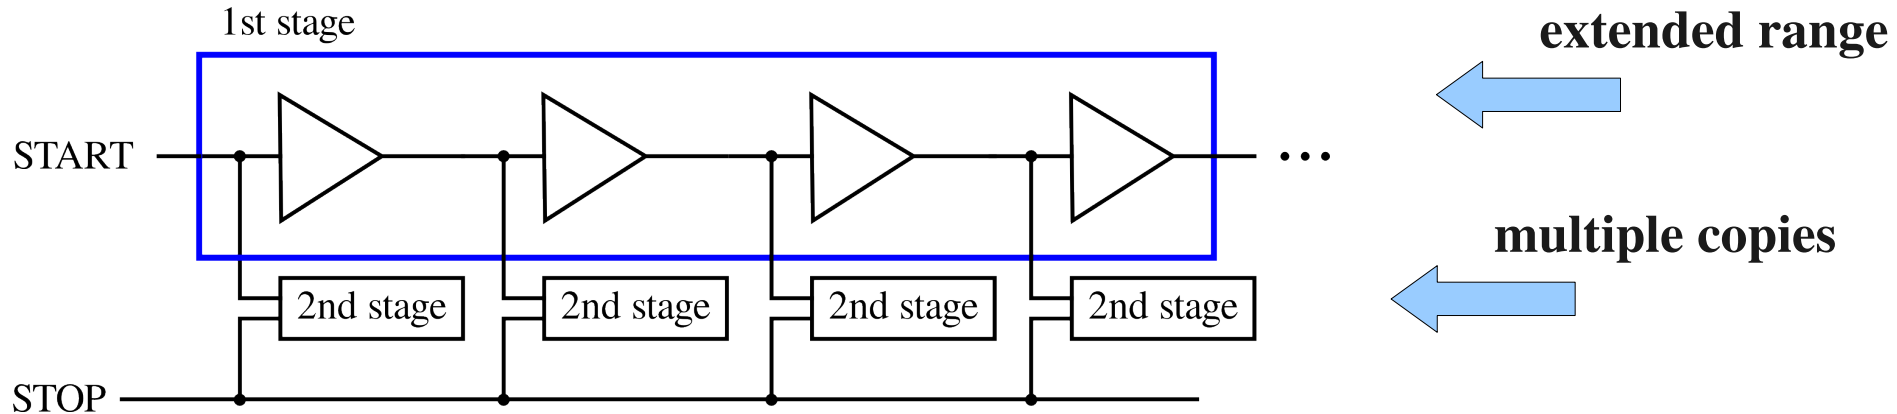 1st stage
extended range
START
...
multiple copies
2nd stage 2nd stage 2nd stage 2nd stage
STOP